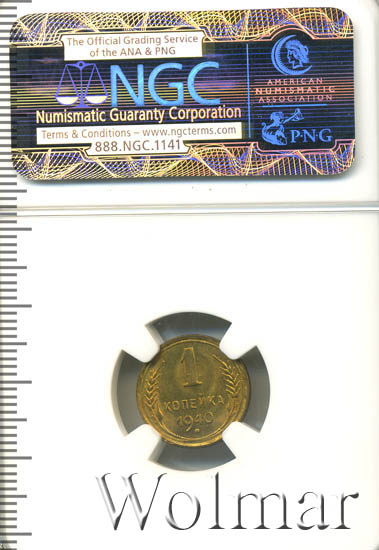 The Official Grading Service
of the ANA & PNG
NGC
Numismatic Guaranty Corporation
Terms & Conditions – www.ngcterms.com
888.NGC.1141
AMERICAN
NUMISMATIC
ASSOCIATION
PNG
1
КОПЕЙКА
1940
Wolmar